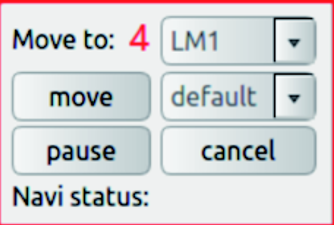 Move to: 4 LM1
move default
pause cancel
Navi status: